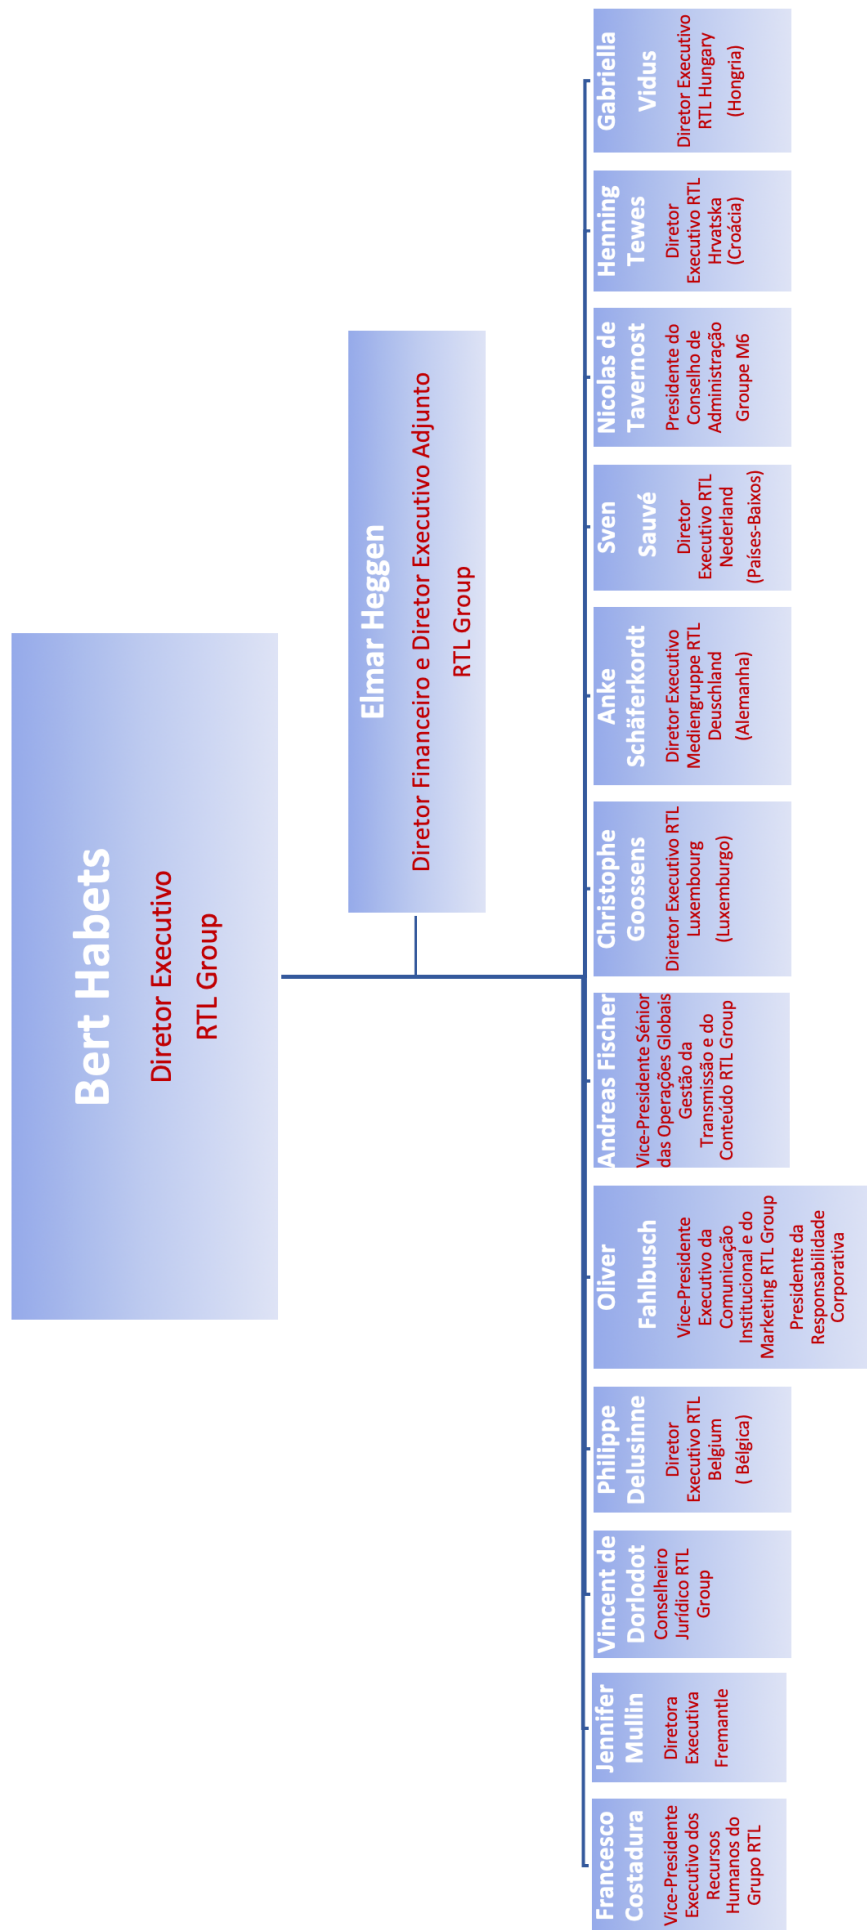 Bert Habets
Diretor Executivo
RTL Group
Elmar Heggen
Diretor Financeiro e Diretor Executivo Adjunto
RTL Group
Francesco
Costadura
Vice-Presidente
Executivo dos
Recursos
Humanos do
Grupo RTL
Jennifer
Mullin
Diretora
Executiva
Fremantle
Vincent de
Dorlodot
Conselheiro
Jurídico RTL
Group
Philippe
Delusinne
Diretor
Executivo RTL
Belgium
( Bélgica)
Oliver
Fahlbusch
Vice-Presidente
Executivo da
Comunicação
Institucional e do
Marketing RTL Group
Presidente da
Responsabilidade
Corporativa
Andreas Fischer
Vice-Presidente Sénior
das Operações Globais
Gestão da
Transmissão e do
Conteúdo RTL Group
Christophe
Goossens
Diretor Executivo RTL
Luxembourg
(Luxemburgo)
Anke
Schäferkordt
Diretor Executivo
Mediengruppe RTL
Deuschland
(Alemanha)
Sven
Sauvé
Diretor
Executivo RTL
Nederland
(Países-Baixos)
Nicolas de
Tavernost
Presidente do
Conselho de
Administração
Groupe M6
Henning
Tewes
Diretor
Executivo RTL
Hrvatska
(Croácia)
Gabriella
Vidus
Diretor Executivo
RTL Hungary
(Hongria)